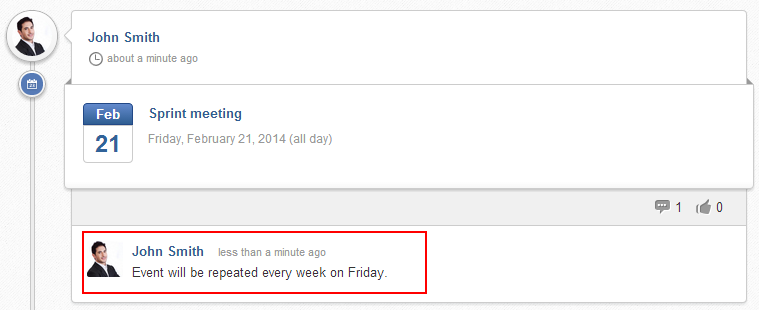 John Smith
about a minute ago
Feb
21
Sprint meeting
Friday, February 21, 2014 (all day)
1 0
John Smith less than a minute ago
Event will be repeated every week on Friday.